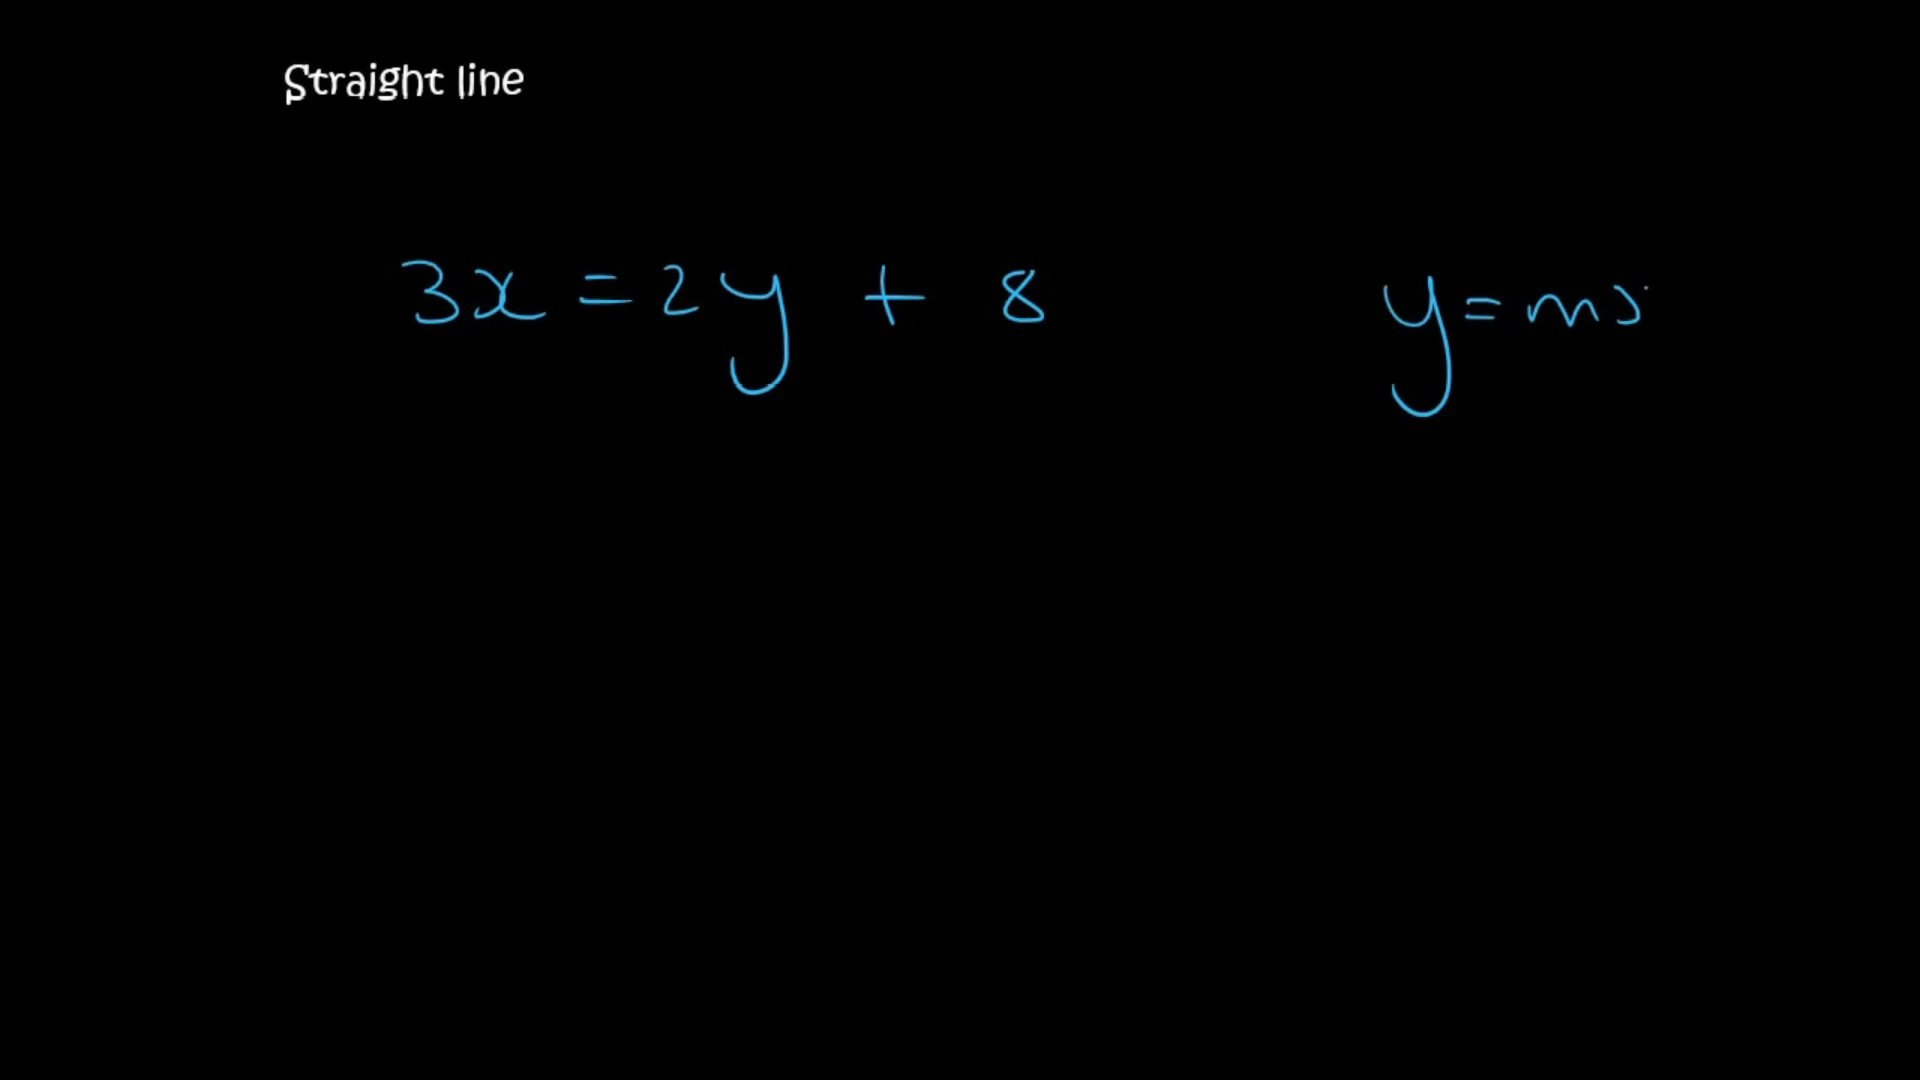 Straight line
3x = 2y + 8 y = m